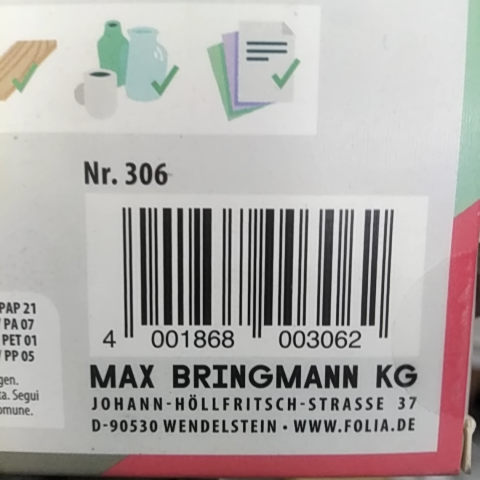 Nr. 306
4 001868 003062
PAP 21
PA 07
PET 01
PP 05
Segui
MAX BRINGMANN KG
JOHANN-HÖLLFRITSCH-STRASSE 37
D-90530 WENDELSTEIN • WWW.FOLIA.DE